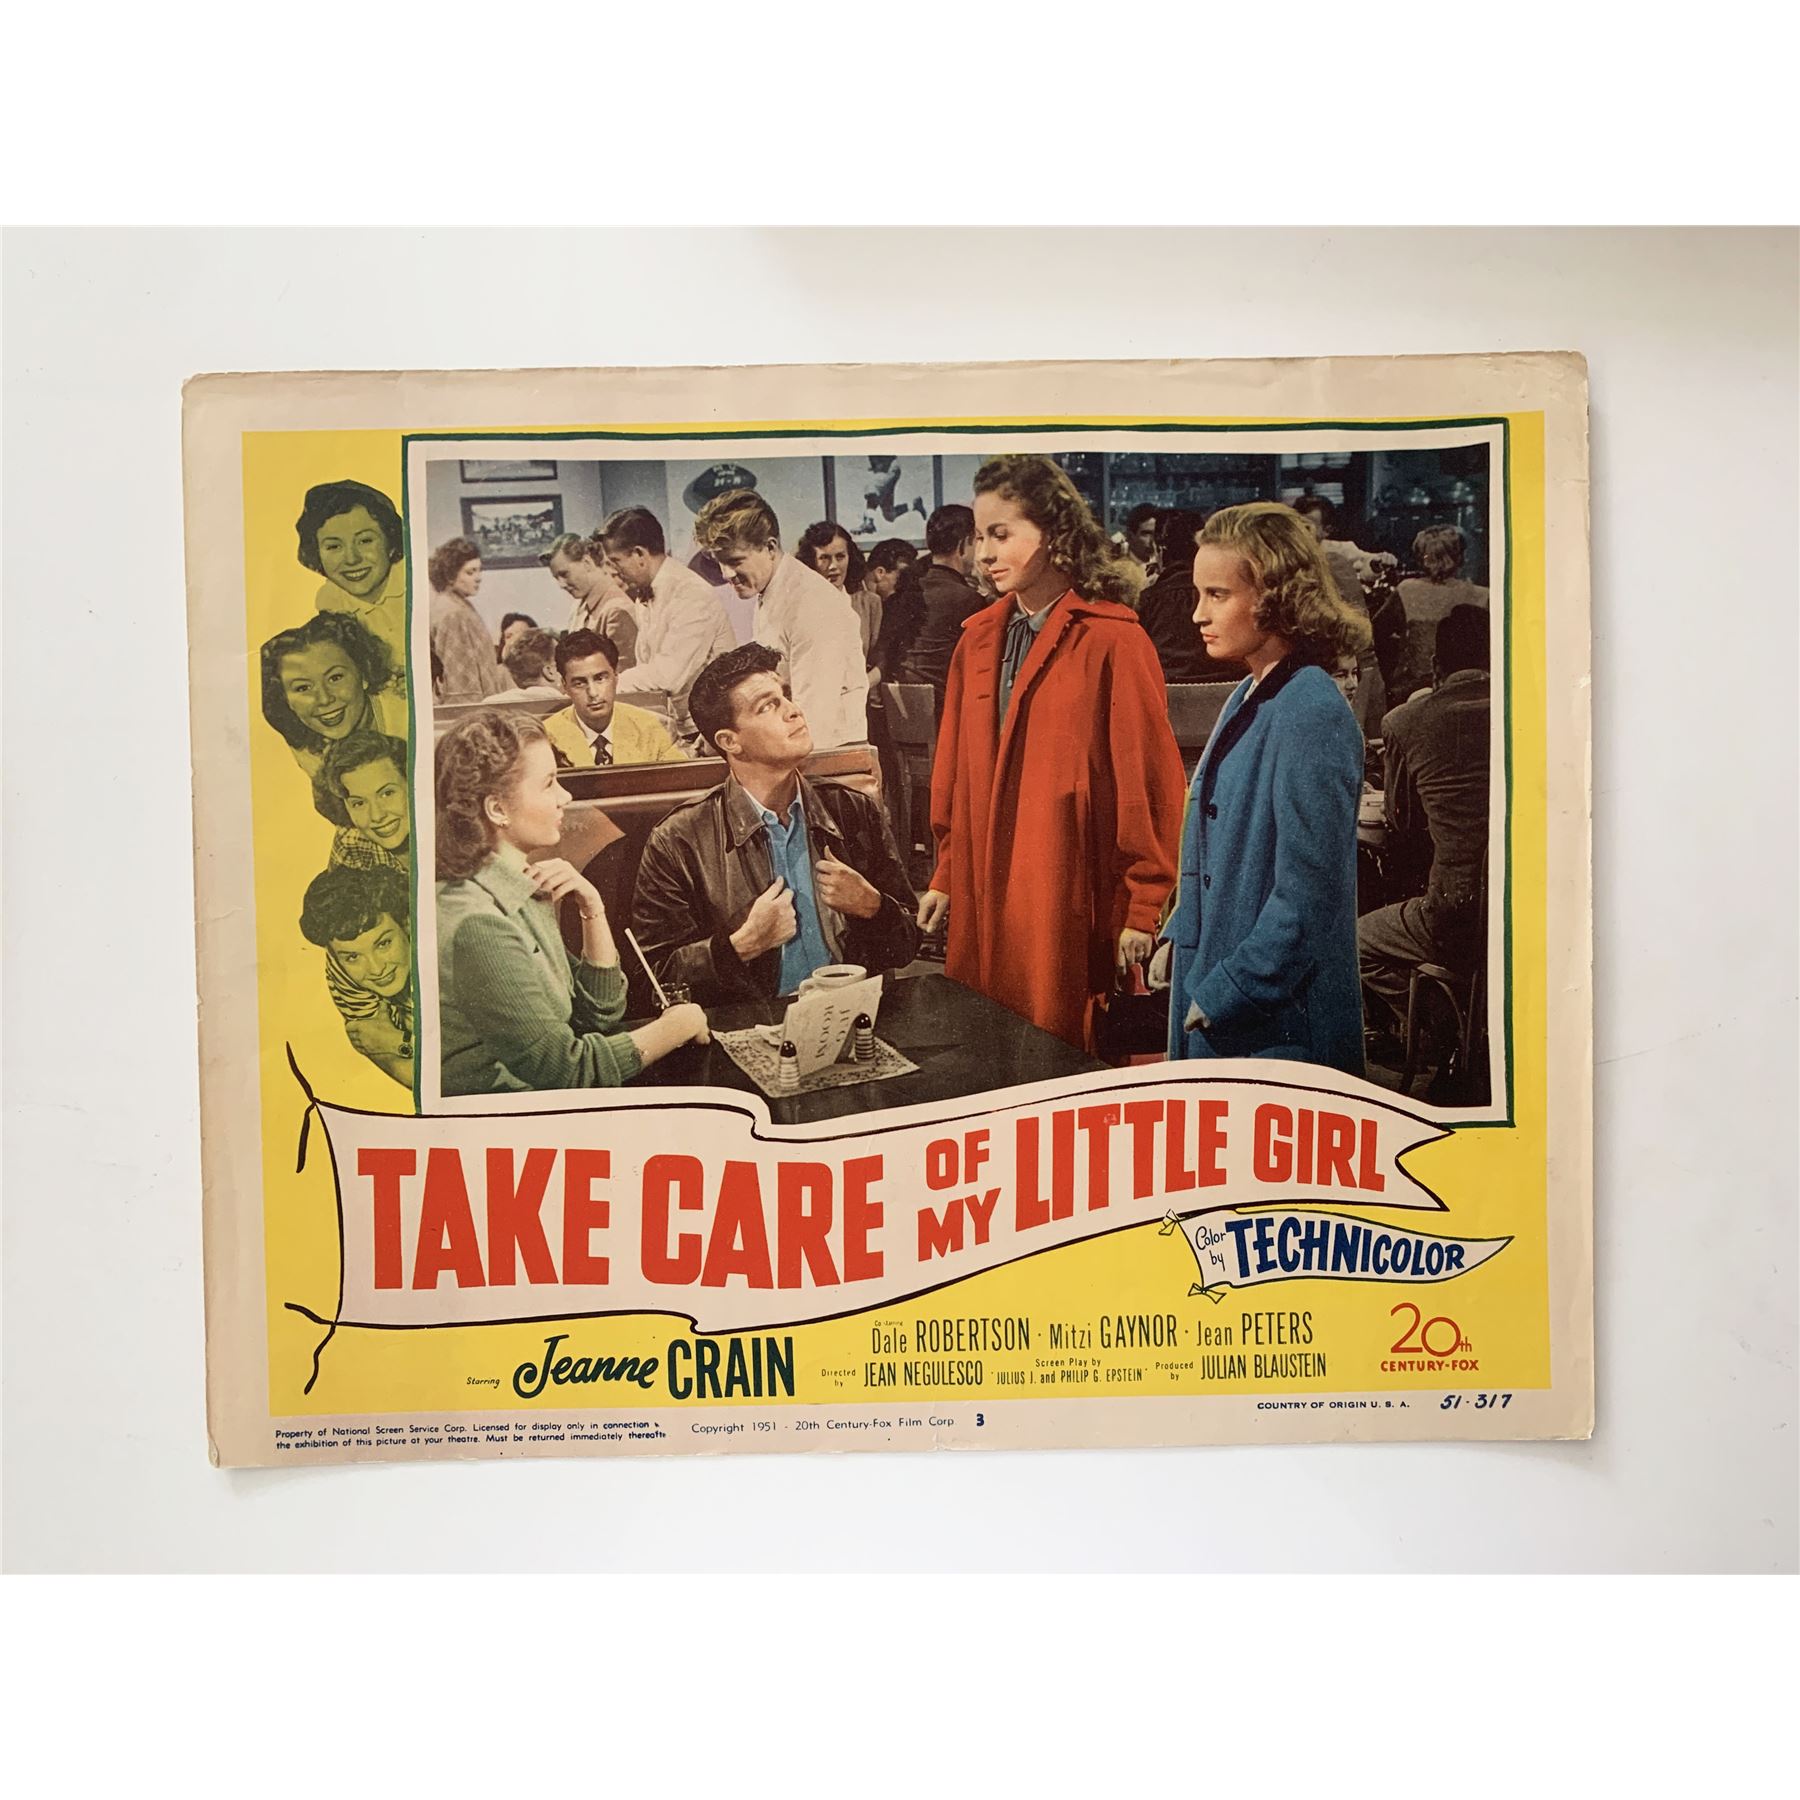 TAKE CARE OF MY LITTLE GIRL
Color by TECHNICOLOR
Starring Jeanne CRAIN
Co-starring
Dale ROBERTSON · Mitzi GAYNOR · Jean PETERS
Directed by JEAN NEGULESCO Screen Play by JULIUS J. and PHILIP G. EPSTEIN Produced by JULIAN BLAUSTEIN
20th
CENTURY-FOX
COUNTRY OF ORIGIN U. S. A. 51-317
Property of National Screen Service Corp. Licensed for display only in connection
the exhibition of this picture at your theatre. Must be returned immediately
Copyright 1951 - 20th Century-Fox Film Corp. 3
ROOM